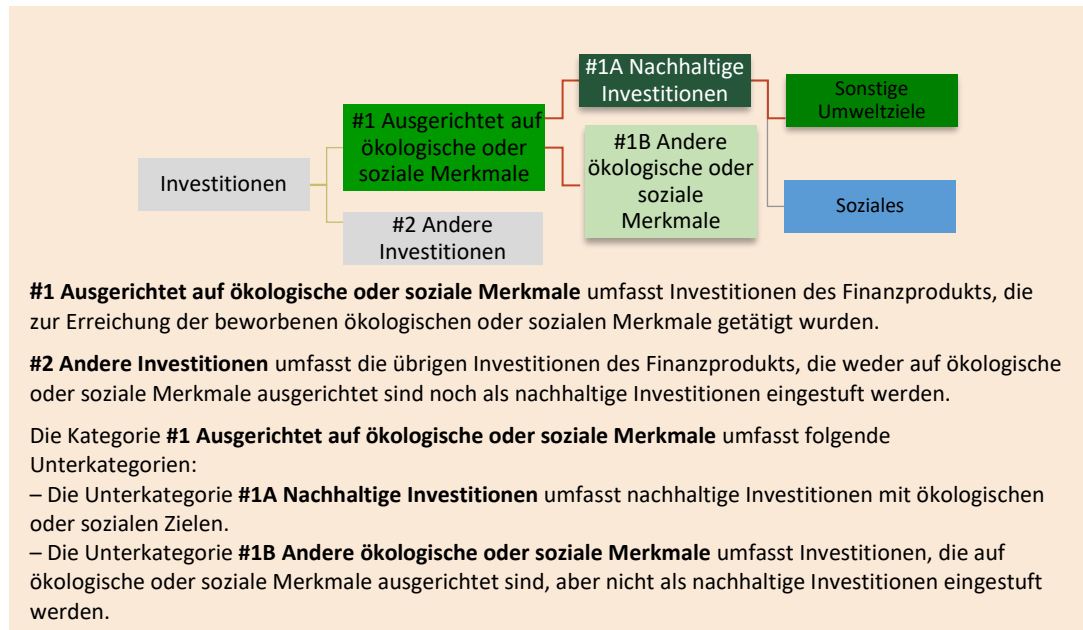 #1A Nachhaltige
Investitionen
Sonstige
Umweltziele
#1 Ausgerichtet auf
ökologische oder
soziale Merkmale
#1B Andere
ökologische oder
soziale
Merkmale
Investitionen
Soziales
#2 Andere
Investitionen
#1 Ausgerichtet auf ökologische oder soziale Merkmale umfasst Investitionen des Finanzprodukts, die
zur Erreichung der beworbenen ökologischen oder sozialen Merkmale getätigt wurden.
#2 Andere Investitionen umfasst die übrigen Investitionen des Finanzprodukts, die weder auf ökologische
oder soziale Merkmale ausgerichtet sind noch als nachhaltige Investitionen eingestuft werden.
Die Kategorie #1 Ausgerichtet auf ökologische oder soziale Merkmale umfasst folgende
Unterkategorien:
– Die Unterkategorie #1A Nachhaltige Investitionen umfasst nachhaltige Investitionen mit ökologischen
oder sozialen Zielen.
– Die Unterkategorie #1B Andere ökologische oder soziale Merkmale umfasst Investitionen, die auf
ökologische oder soziale Merkmale ausgerichtet sind, aber nicht als nachhaltige Investitionen eingestuft
werden.